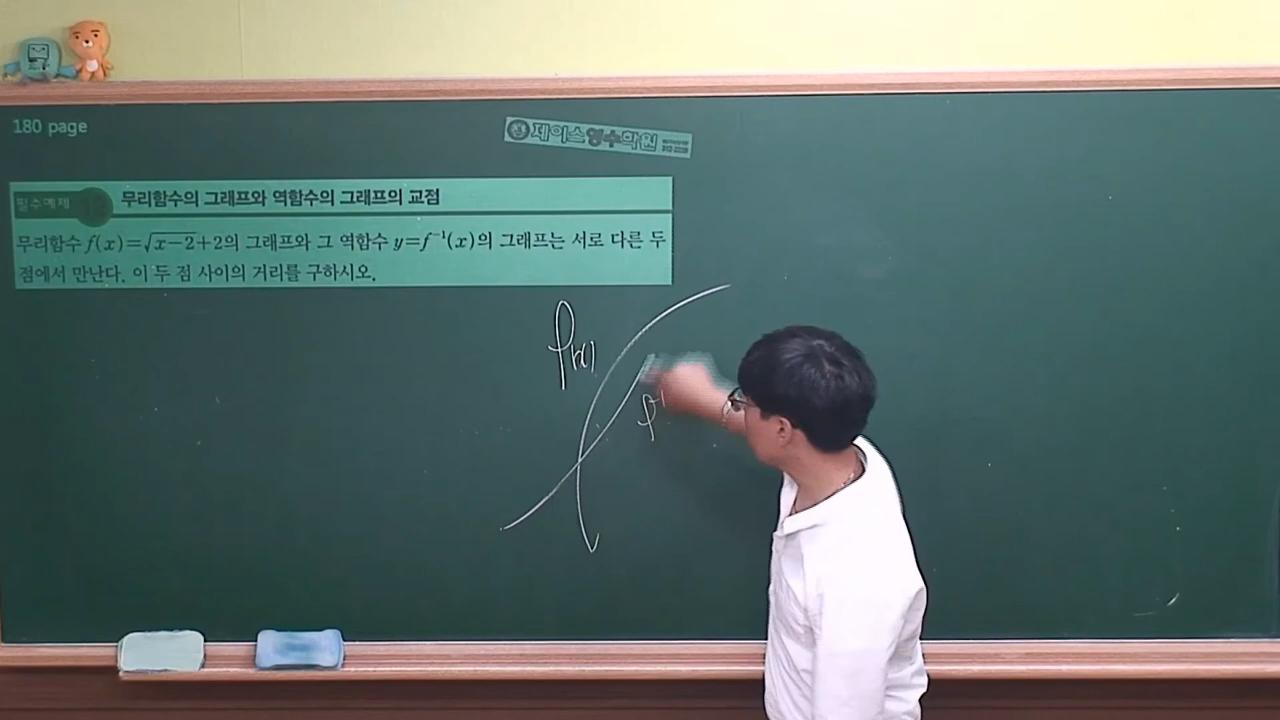 180 page
제이스영수학원
필수예제
무리함수의 그래프와 역함수의 그래프의 교점
무리함수 f(x)=√x−2+2의 그래프와 그 역함수 y=f⁻¹(x)의 그래프는 서로 다른 두
점에서 만난다. 이 두 점 사이의 거리를 구하시오.
f(x)
f⁻¹